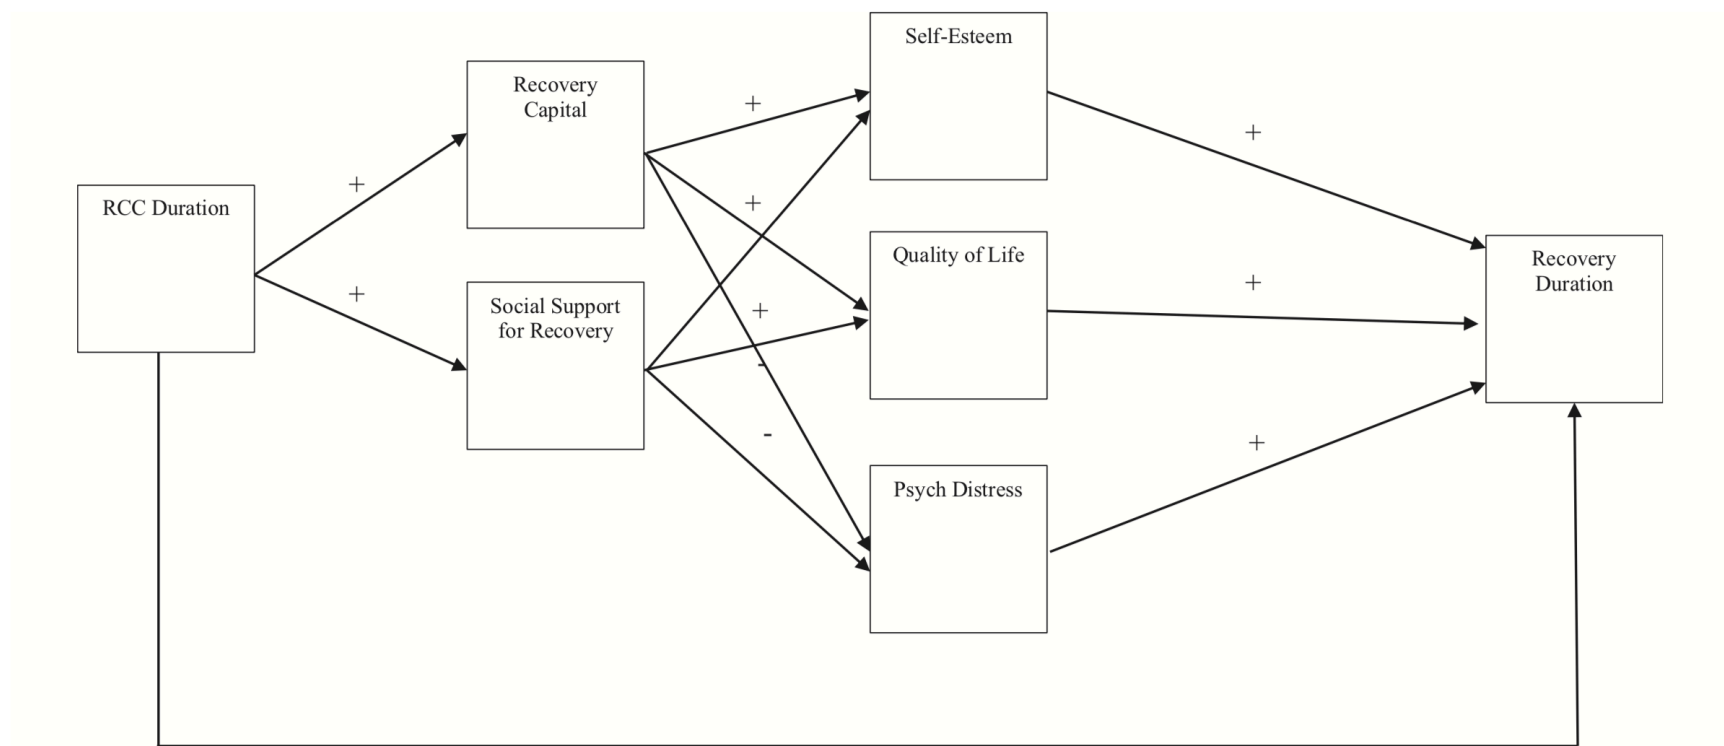 Self-Esteem
+
Recovery
Capital
+
+
RCC Duration
+
+
Quality of Life
Recovery
Duration
+
+
Social Support
for Recovery
+
-
-
+
Psych Distress